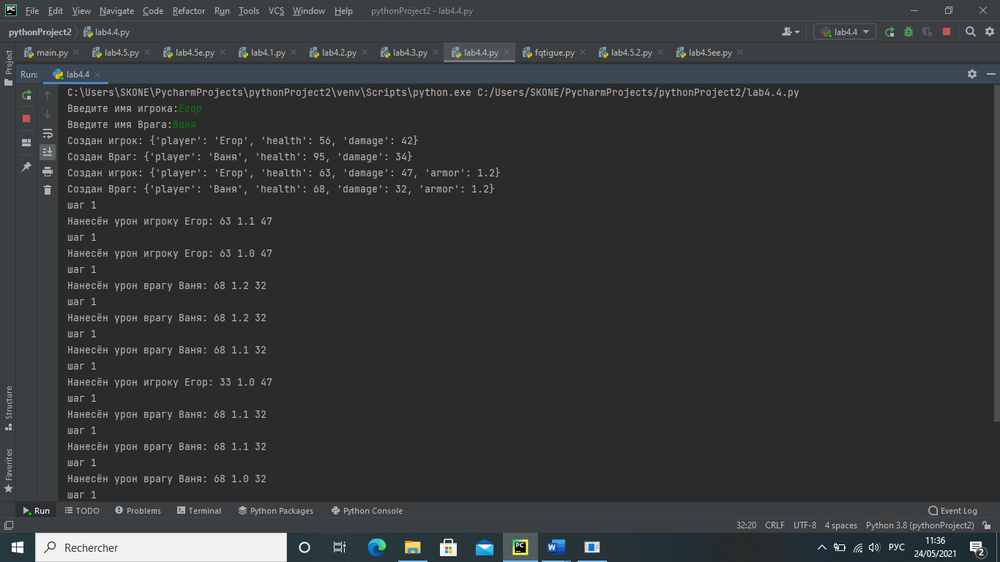 File Edit View Navigate Code Refactor Run Tools VCS Window Help pythonProject2 - lab4.4.py
pythonProject2 lab4.4.py lab4.4
main.py lab4.5.py lab4.5e.py lab4.1.py lab4.2.py lab4.3.py lab4.4.py fqtigue.py lab4.5.2.py lab4.5ee.py
Project
Run: lab4.4
C:\Users\SKONE\PycharmProjects\pythonProject2\venv\Scripts\python.exe C:/Users/SKONE/PycharmProjects/pythonProject2/lab4.4.py
Введите имя игрока:Егор
Введите имя Врага:Ваня
Создан игрок: {'player': 'Егор', 'health': 56, 'damage': 42}
Создан Враг: {'player': 'Ваня', 'health': 95, 'damage': 34}
Создан игрок: {'player': 'Егор', 'health': 63, 'damage': 47, 'armor': 1.2}
Создан Враг: {'player': 'Ваня', 'health': 68, 'damage': 32, 'armor': 1.2}
шаг 1
Нанесён урон игроку Егор: 63 1.1 47
шаг 1
Нанесён урон игроку Егор: 63 1.0 47
шаг 1
Нанесён урон врагу Ваня: 68 1.2 32
шаг 1
Нанесён урон врагу Ваня: 68 1.2 32
шаг 1
Нанесён урон врагу Ваня: 68 1.1 32
шаг 1
Нанесён урон игроку Егор: 33 1.0 47
шаг 1
Нанесён урон врагу Ваня: 68 1.1 32
шаг 1
Нанесён урон врагу Ваня: 68 1.1 32
шаг 1
Нанесён урон врагу Ваня: 68 1.0 32
шаг 1
Structure
Favorites
Run TODO Problems Terminal Python Packages Python Console Event Log
32:20 CRLF UTF-8 4 spaces Python 3.8 (pythonProject2)
Rechercher
РУС
11:36
24/05/2021
2